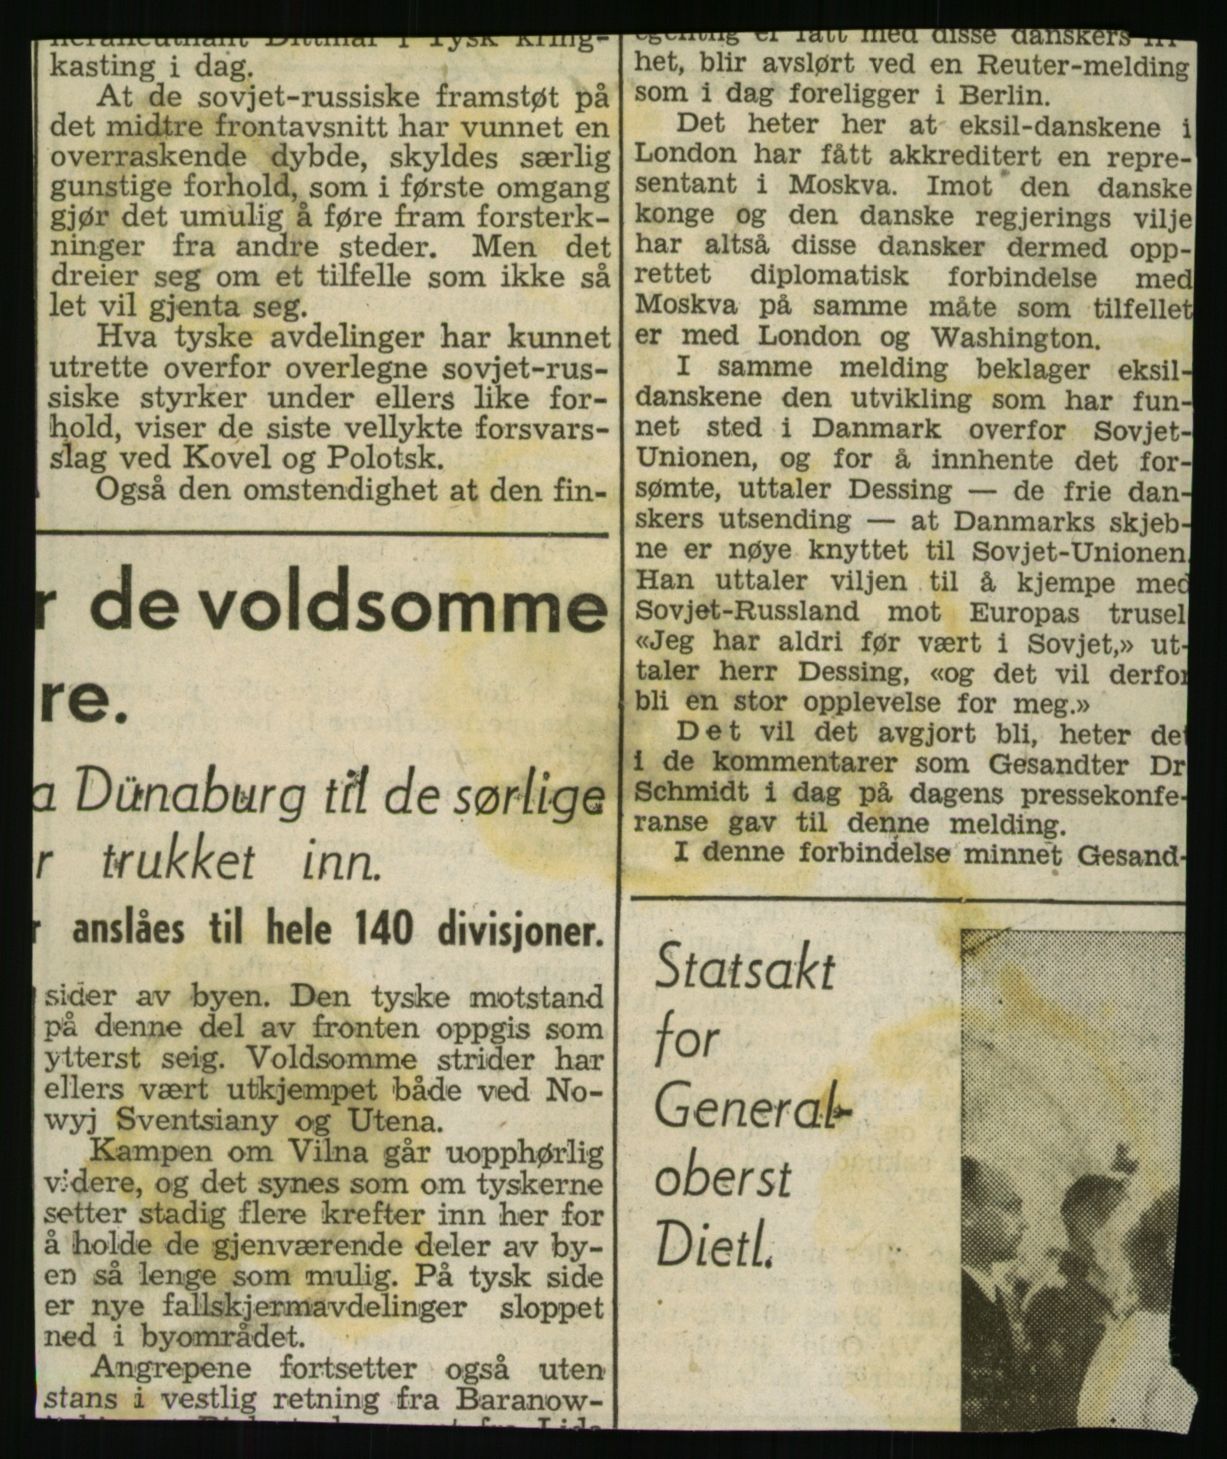 i Tysk kring-
kasting i dag.
At de sovjet-russiske framstøt på
det midtre frontavsnitt har vunnet en
overraskende dybde, skyldes særlig
gunstige forhold, som i første omgang
gjør det umulig å føre fram forsterk-
ninger fra andre steder. Men det
dreier seg om et tilfelle som ikke så
let vil gjenta seg.
Hva tyske avdelinger har kunnet
utrette overfor overlegne sovjet-rus-
siske styrker under ellers like for-
hold, viser de siste vellykte forsvars-
slag ved Kovel og Polotsk.
Også den omstendighet at den fin-
r de voldsomme
re.
a Dünaburg til de sørlige
r trukket inn.
r anslåes til hele 140 divisjoner.
sider av byen. Den tyske motstand
på denne del av fronten oppgis som
ytterst seig. Voldsomme strider har
ellers vært utkjempet både ved No-
wyj Sventsiany og Utena.
Kampen om Vilna går uopphørlig
videre, og det synes som om tyskerne
setter stadig flere krefter inn her for
å holde de gjenværende deler av by-
en så lenge som mulig. På tysk side
er nye fallskjermavdelinger sloppet
ned i byområdet.
Angrepene fortsetter også uten
stans i vestlig retning fra Baranow-
er fatt med disse danskers
het, blir avslørt ved en Reuter-melding
som i dag foreligger i Berlin.
Det heter her at eksil-danskene i
London har fått akkreditert en repre-
sentant i Moskva. Imot den danske
konge og den danske regjerings vilje
har altså disse dansker dermed opp-
rettet diplomatisk forbindelse med
Moskva på samme måte som tilfellet
er med London og Washington.
I samme melding beklager eksil-
danskene den utvikling som har fun-
net sted i Danmark overfor Sovjet-
Unionen, og for å innhente det for-
sømte, uttaler Dessing — de frie dan-
skers utsending — at Danmarks skjeb-
ne er nøye knyttet til Sovjet-Unionen.
Han uttaler viljen til å kjempe med
Sovjet-Russland mot Europas trusel
«Jeg har aldri før vært i Sovjet,» ut-
taler herr Dessing, «og det vil derfor
bli en stor opplevelse for meg.»
Det vil det avgjort bli, heter det
i de kommentarer som Gesandter Dr
Schmidt i dag på dagens pressekonfe-
ranse gav til denne melding.
I denne forbindelse minnet Gesand-
Statsakt
for
General-
oberst
Dietl.